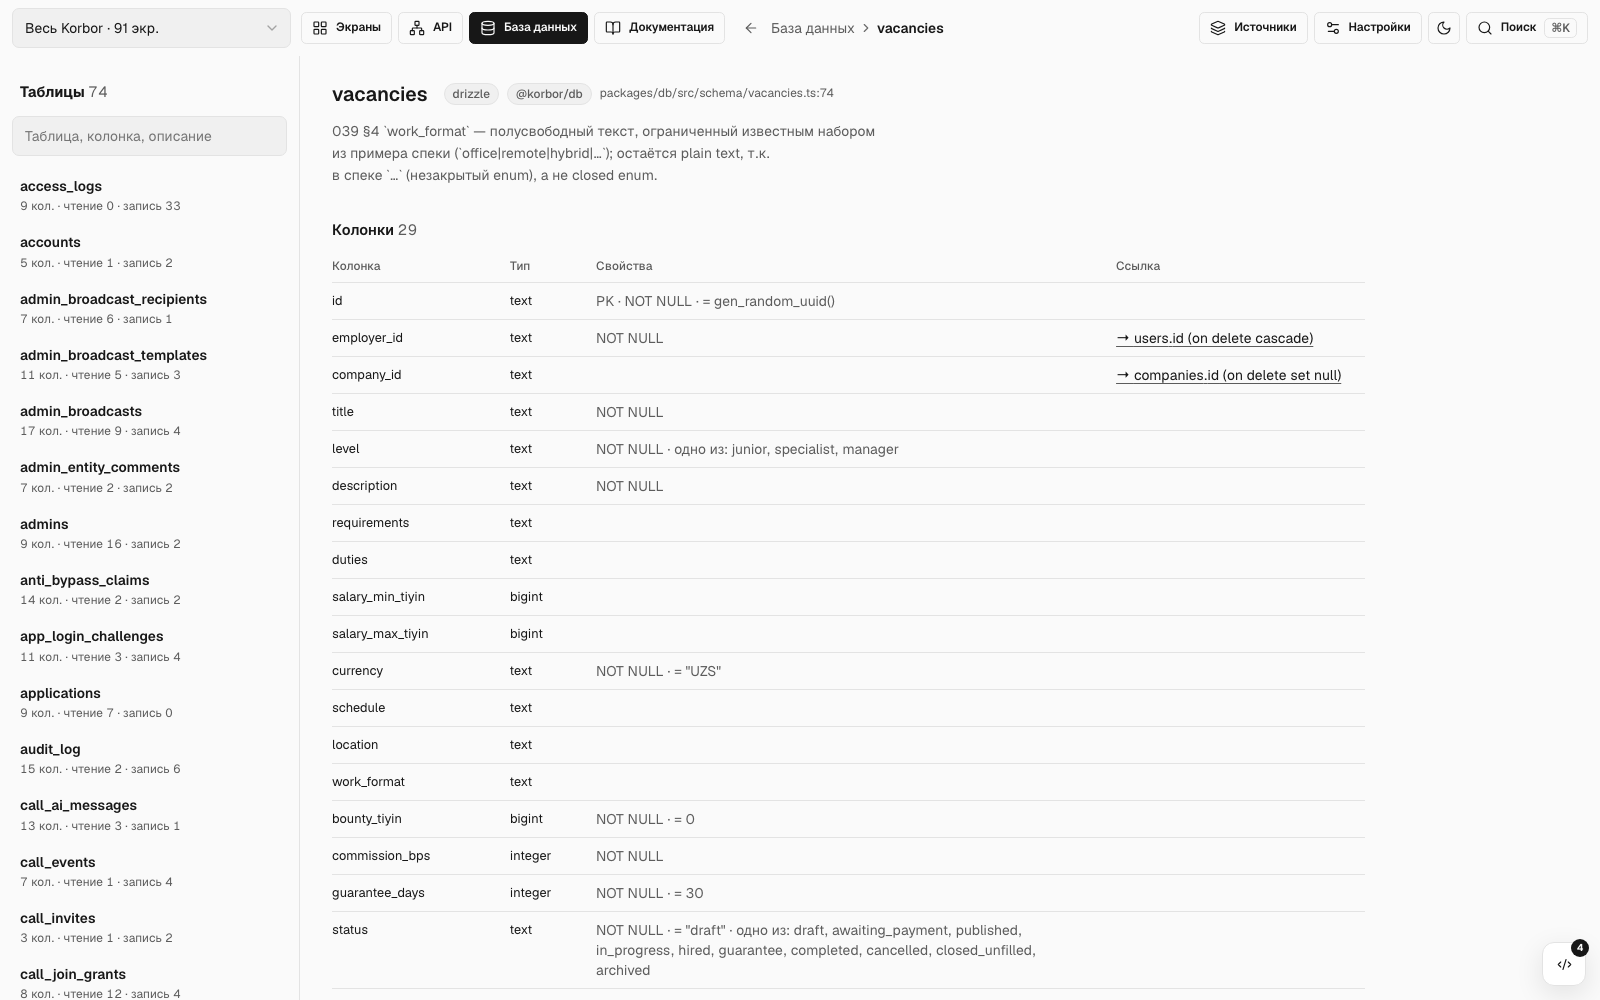 Весь Korbor · 91 экр.
Экраны
API
База данных
Документация
База данных
vacancies
Источники
Настройки
Поиск
⌘K
Таблицы 74
Таблица, колонка, описание
access_logs
9 кол. · чтение 0 · запись 33
accounts
5 кол. · чтение 1 · запись 2
admin_broadcast_recipients
7 кол. · чтение 6 · запись 1
admin_broadcast_templates
11 кол. · чтение 5 · запись 3
admin_broadcasts
17 кол. · чтение 9 · запись 4
admin_entity_comments
7 кол. · чтение 2 · запись 2
admins
9 кол. · чтение 16 · запись 2
anti_bypass_claims
14 кол. · чтение 2 · запись 2
app_login_challenges
11 кол. · чтение 3 · запись 4
applications
9 кол. · чтение 7 · запись 0
audit_log
15 кол. · чтение 2 · запись 6
call_ai_messages
13 кол. · чтение 3 · запись 1
call_events
7 кол. · чтение 1 · запись 4
call_invites
3 кол. · чтение 1 · запись 2
call_join_grants
8 кол. · чтение 12 · запись 4
vacancies drizzle @korbor/db packages/db/src/schema/vacancies.ts:74
039 §4 `work_format` — полусвободный текст, ограниченный известным набором
из примера спеки (`office|remote|hybrid|…`); остаётся plain text, т.к.
в спеке `…` (незакрытый enum), а не closed enum.
Колонки 29
Колонка Тип Свойства Ссылка
id text PK · NOT NULL · = gen_random_uuid()
employer_id text NOT NULL → users.id (on delete cascade)
company_id text → companies.id (on delete set null)
title text NOT NULL
level text NOT NULL · одно из: junior, specialist, manager
description text NOT NULL
requirements text
duties text
salary_min_tiyin bigint
salary_max_tiyin bigint
currency text NOT NULL · = "UZS"
schedule text
location text
work_format text
bounty_tiyin bigint NOT NULL · = 0
commission_bps integer NOT NULL
guarantee_days integer NOT NULL · = 30
status text NOT NULL · = "draft" · одно из: draft, awaiting_payment, published,
in_progress, hired, guarantee, completed, cancelled, closed_unfilled,
archived
4